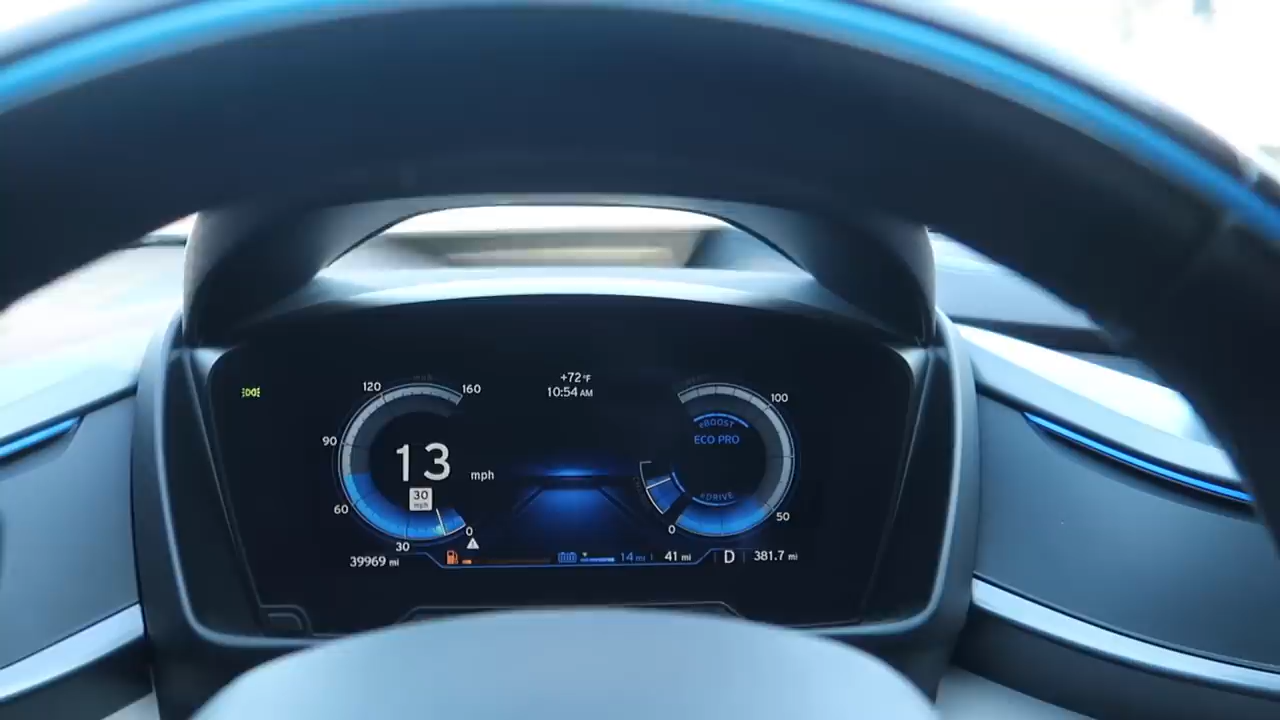 +72°F
10:54 AM
120
160
90
60
30
0
13
mph
30
mph
100
50
0
eBOOST
ECO PRO
eDRIVE
39969 mi
14 mi
41 mi
D
381.7 mi